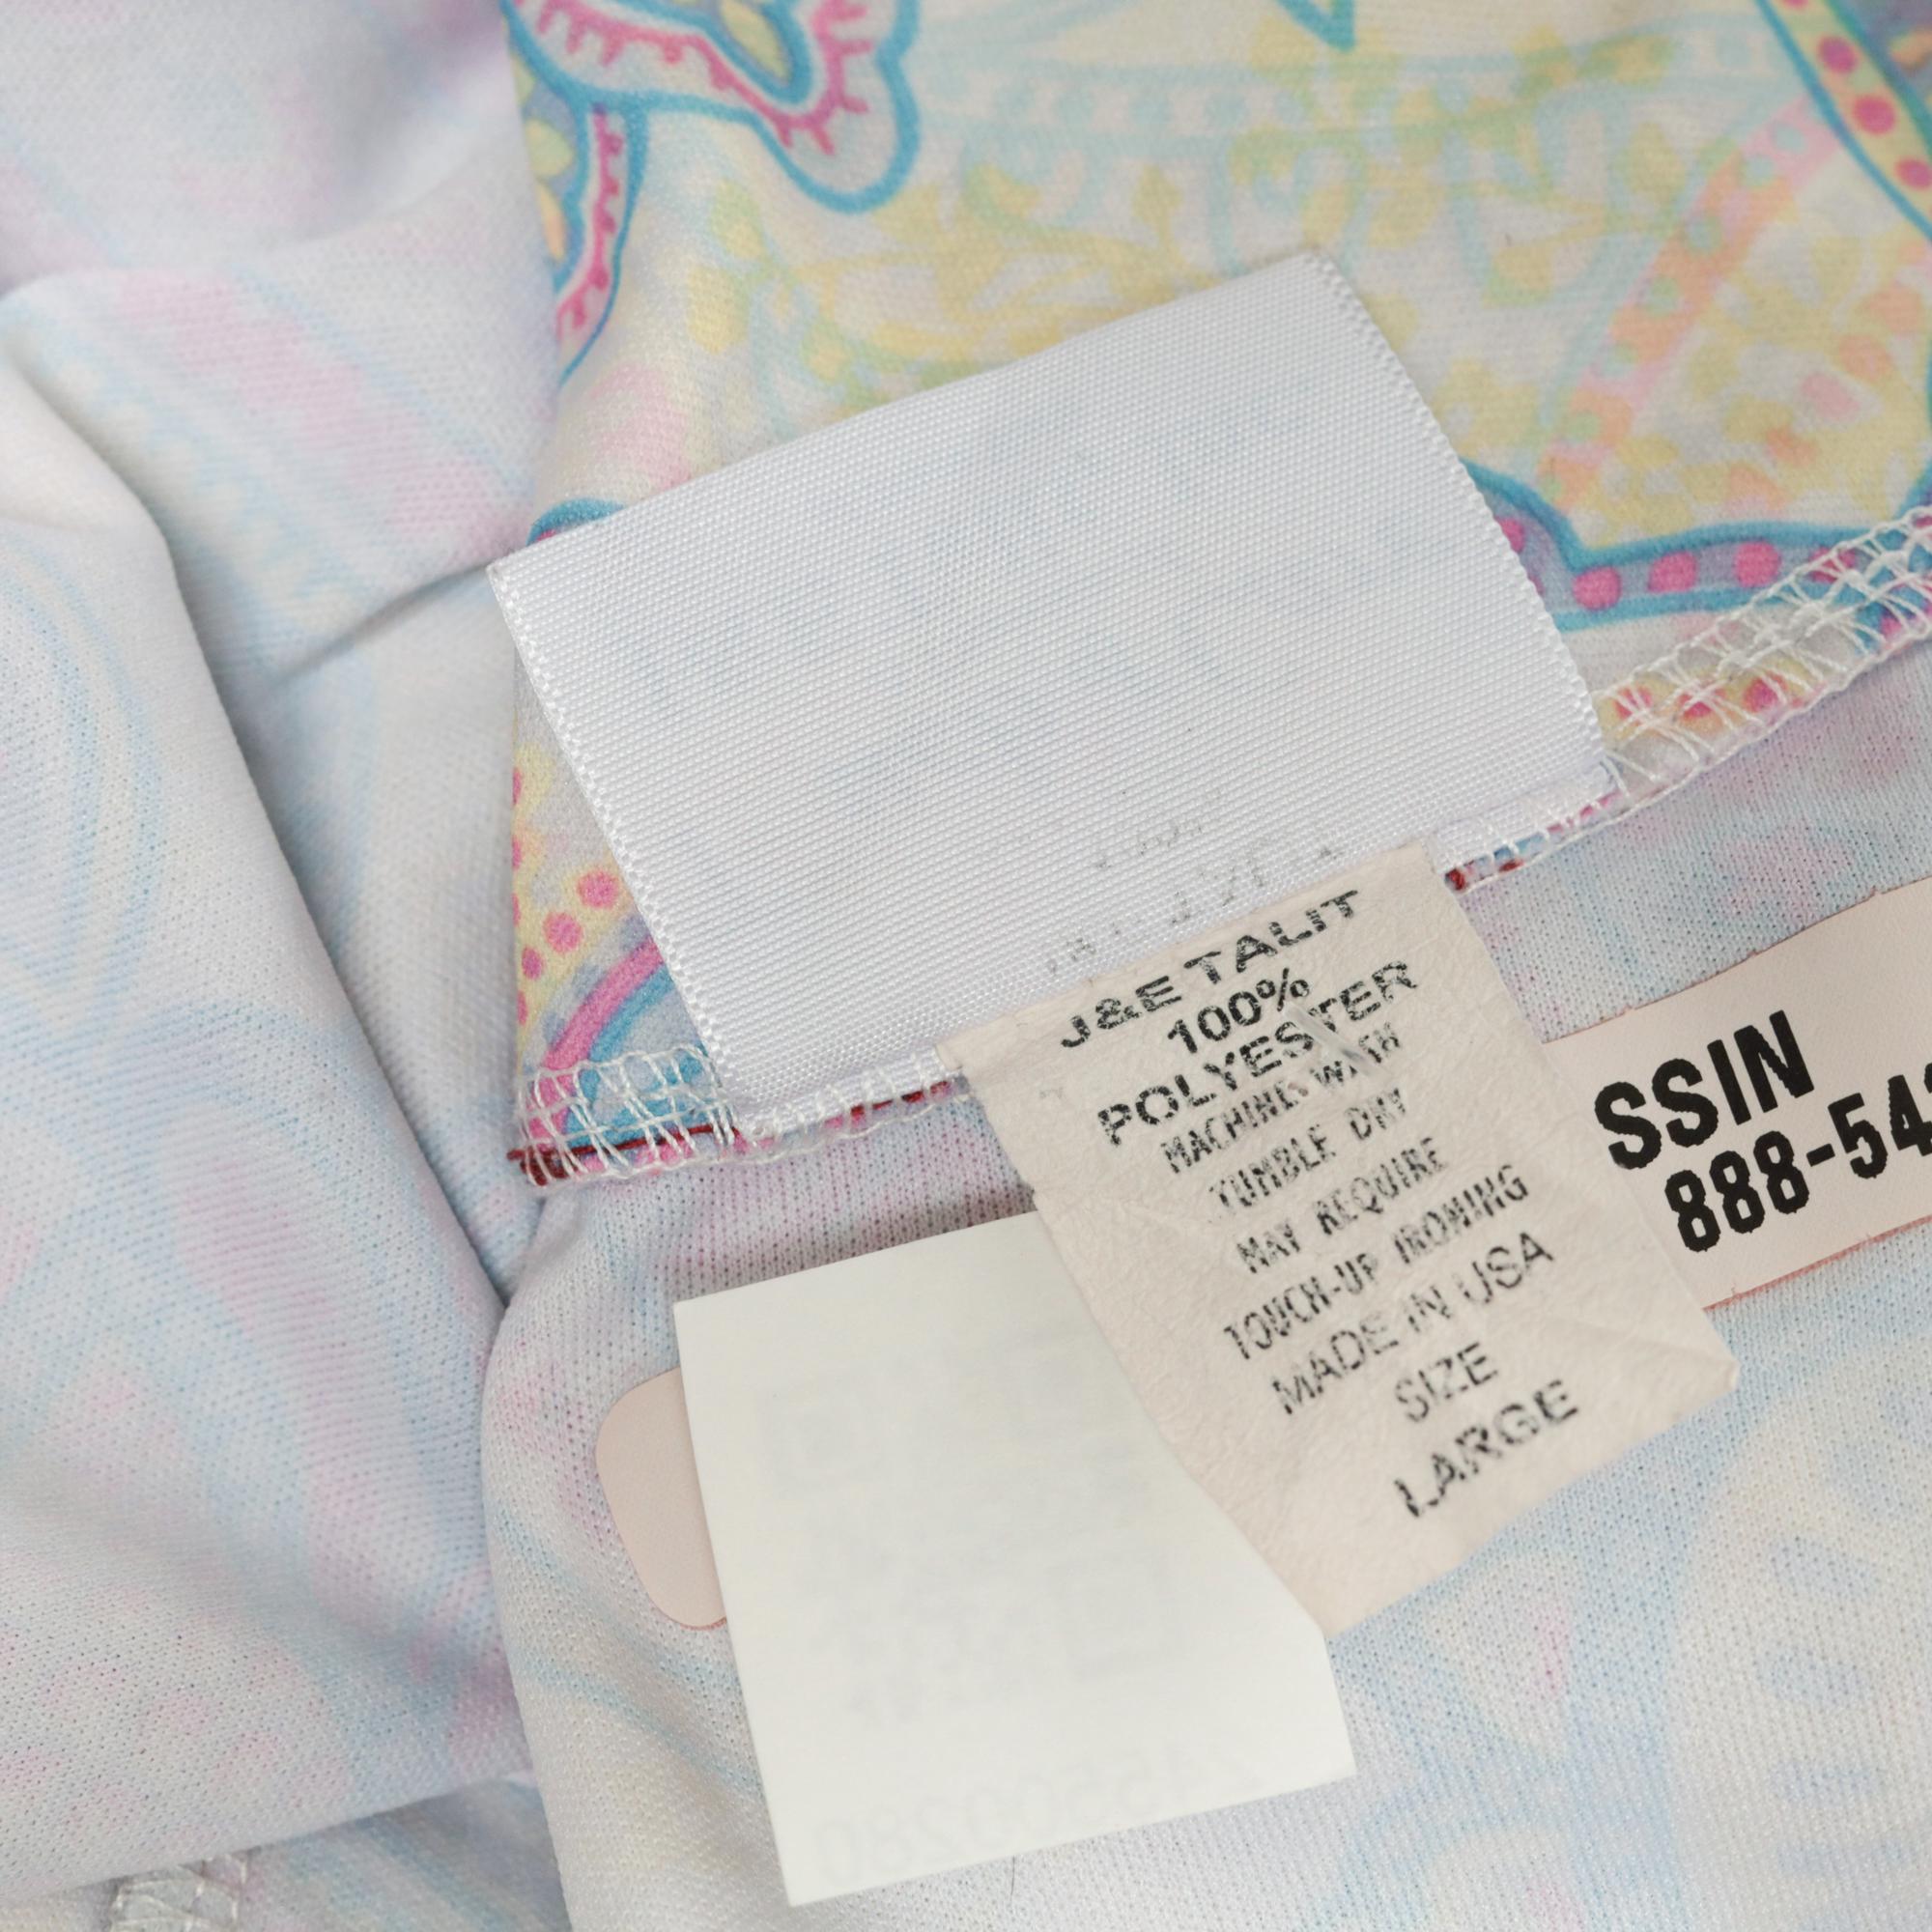 J&E TALIT
100%
POLYESTER
MACHINE WASH
TUMBLE DRY
MAY REQUIRE
TOUCH-UP IRONING
MADE IN USA
SIZE
LARGE
SSIN
888-54